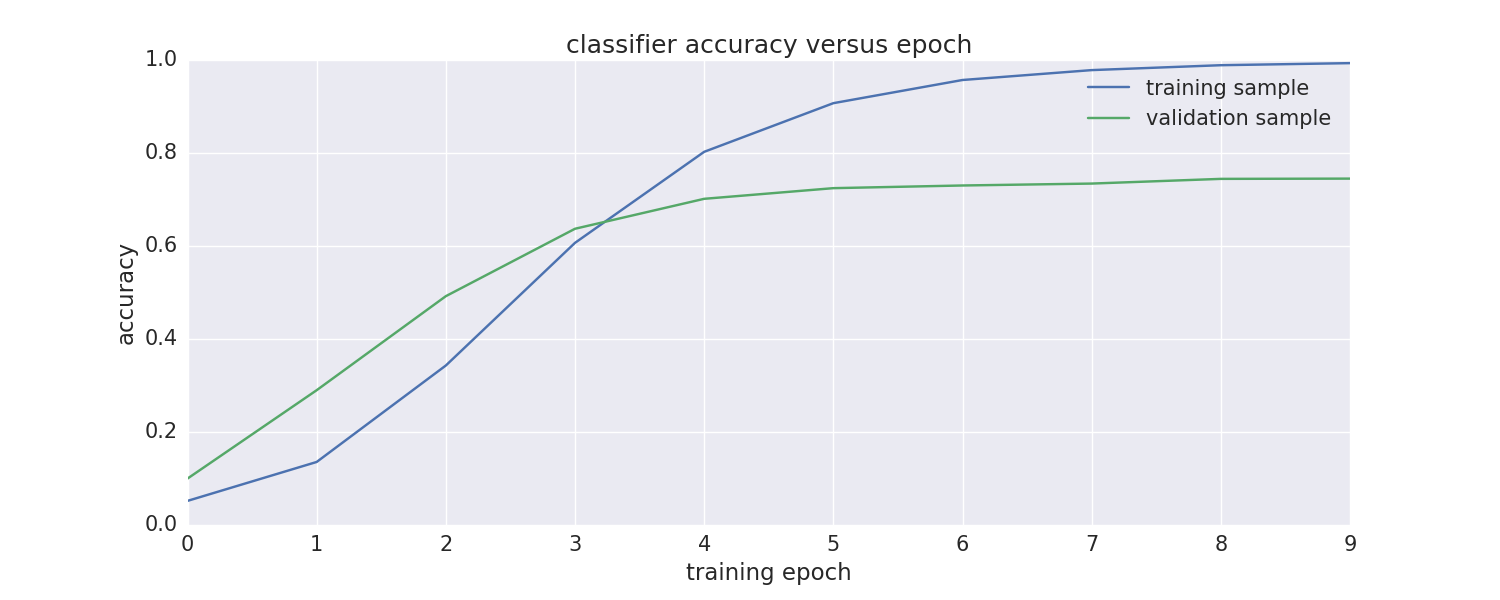 classifier accuracy versus epoch
1.0
0.8
0.6
0.4
0.2
0.0
accuracy
training sample
validation sample
0 1 2 3 4 5 6 7 8 9
training epoch